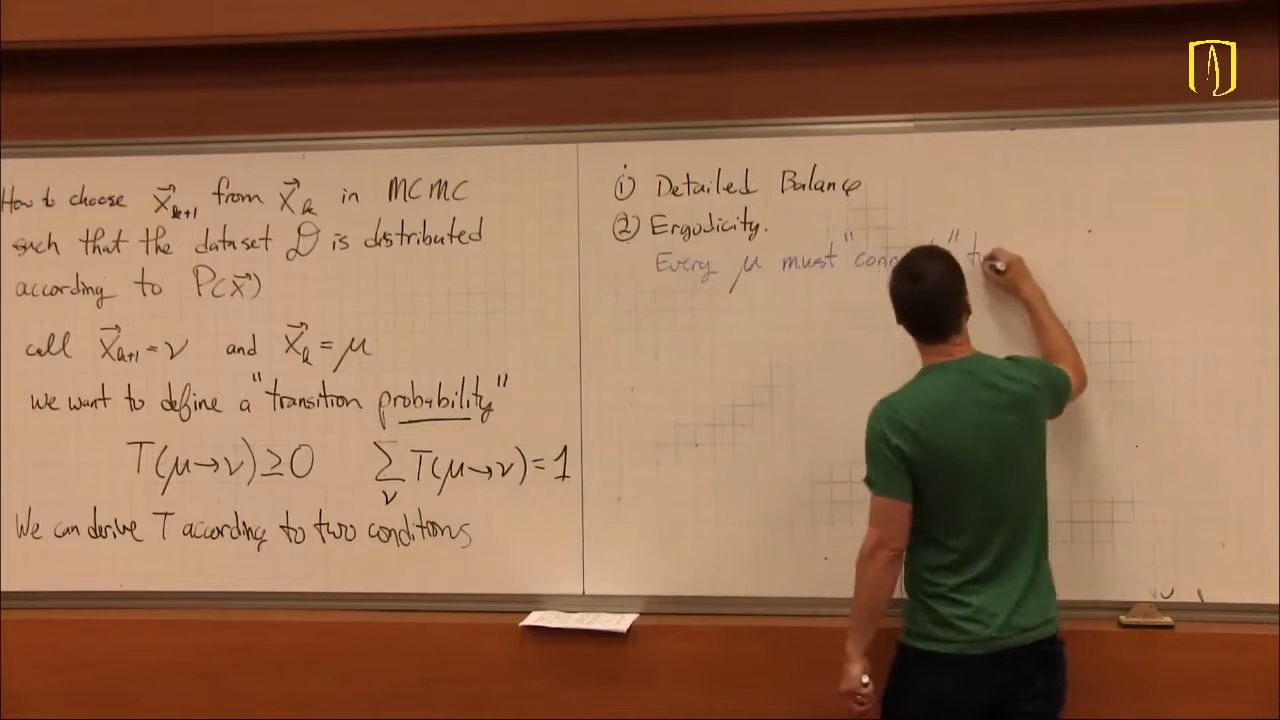 How to choose X⃗ₖ₊₁ from X⃗ₖ in MCMC
such that the dataset 𝒟 is distributed
according to P(X⃗)
call X⃗ₖ₊₁ = ν and X⃗ₖ = μ
we want to define a "transition probability"
T(μ→ν) ≥ 0 ∑_ν T(μ→ν) = 1
We can derive T according to two conditions
① Detailed Balance
② Ergodicity.
Every μ must